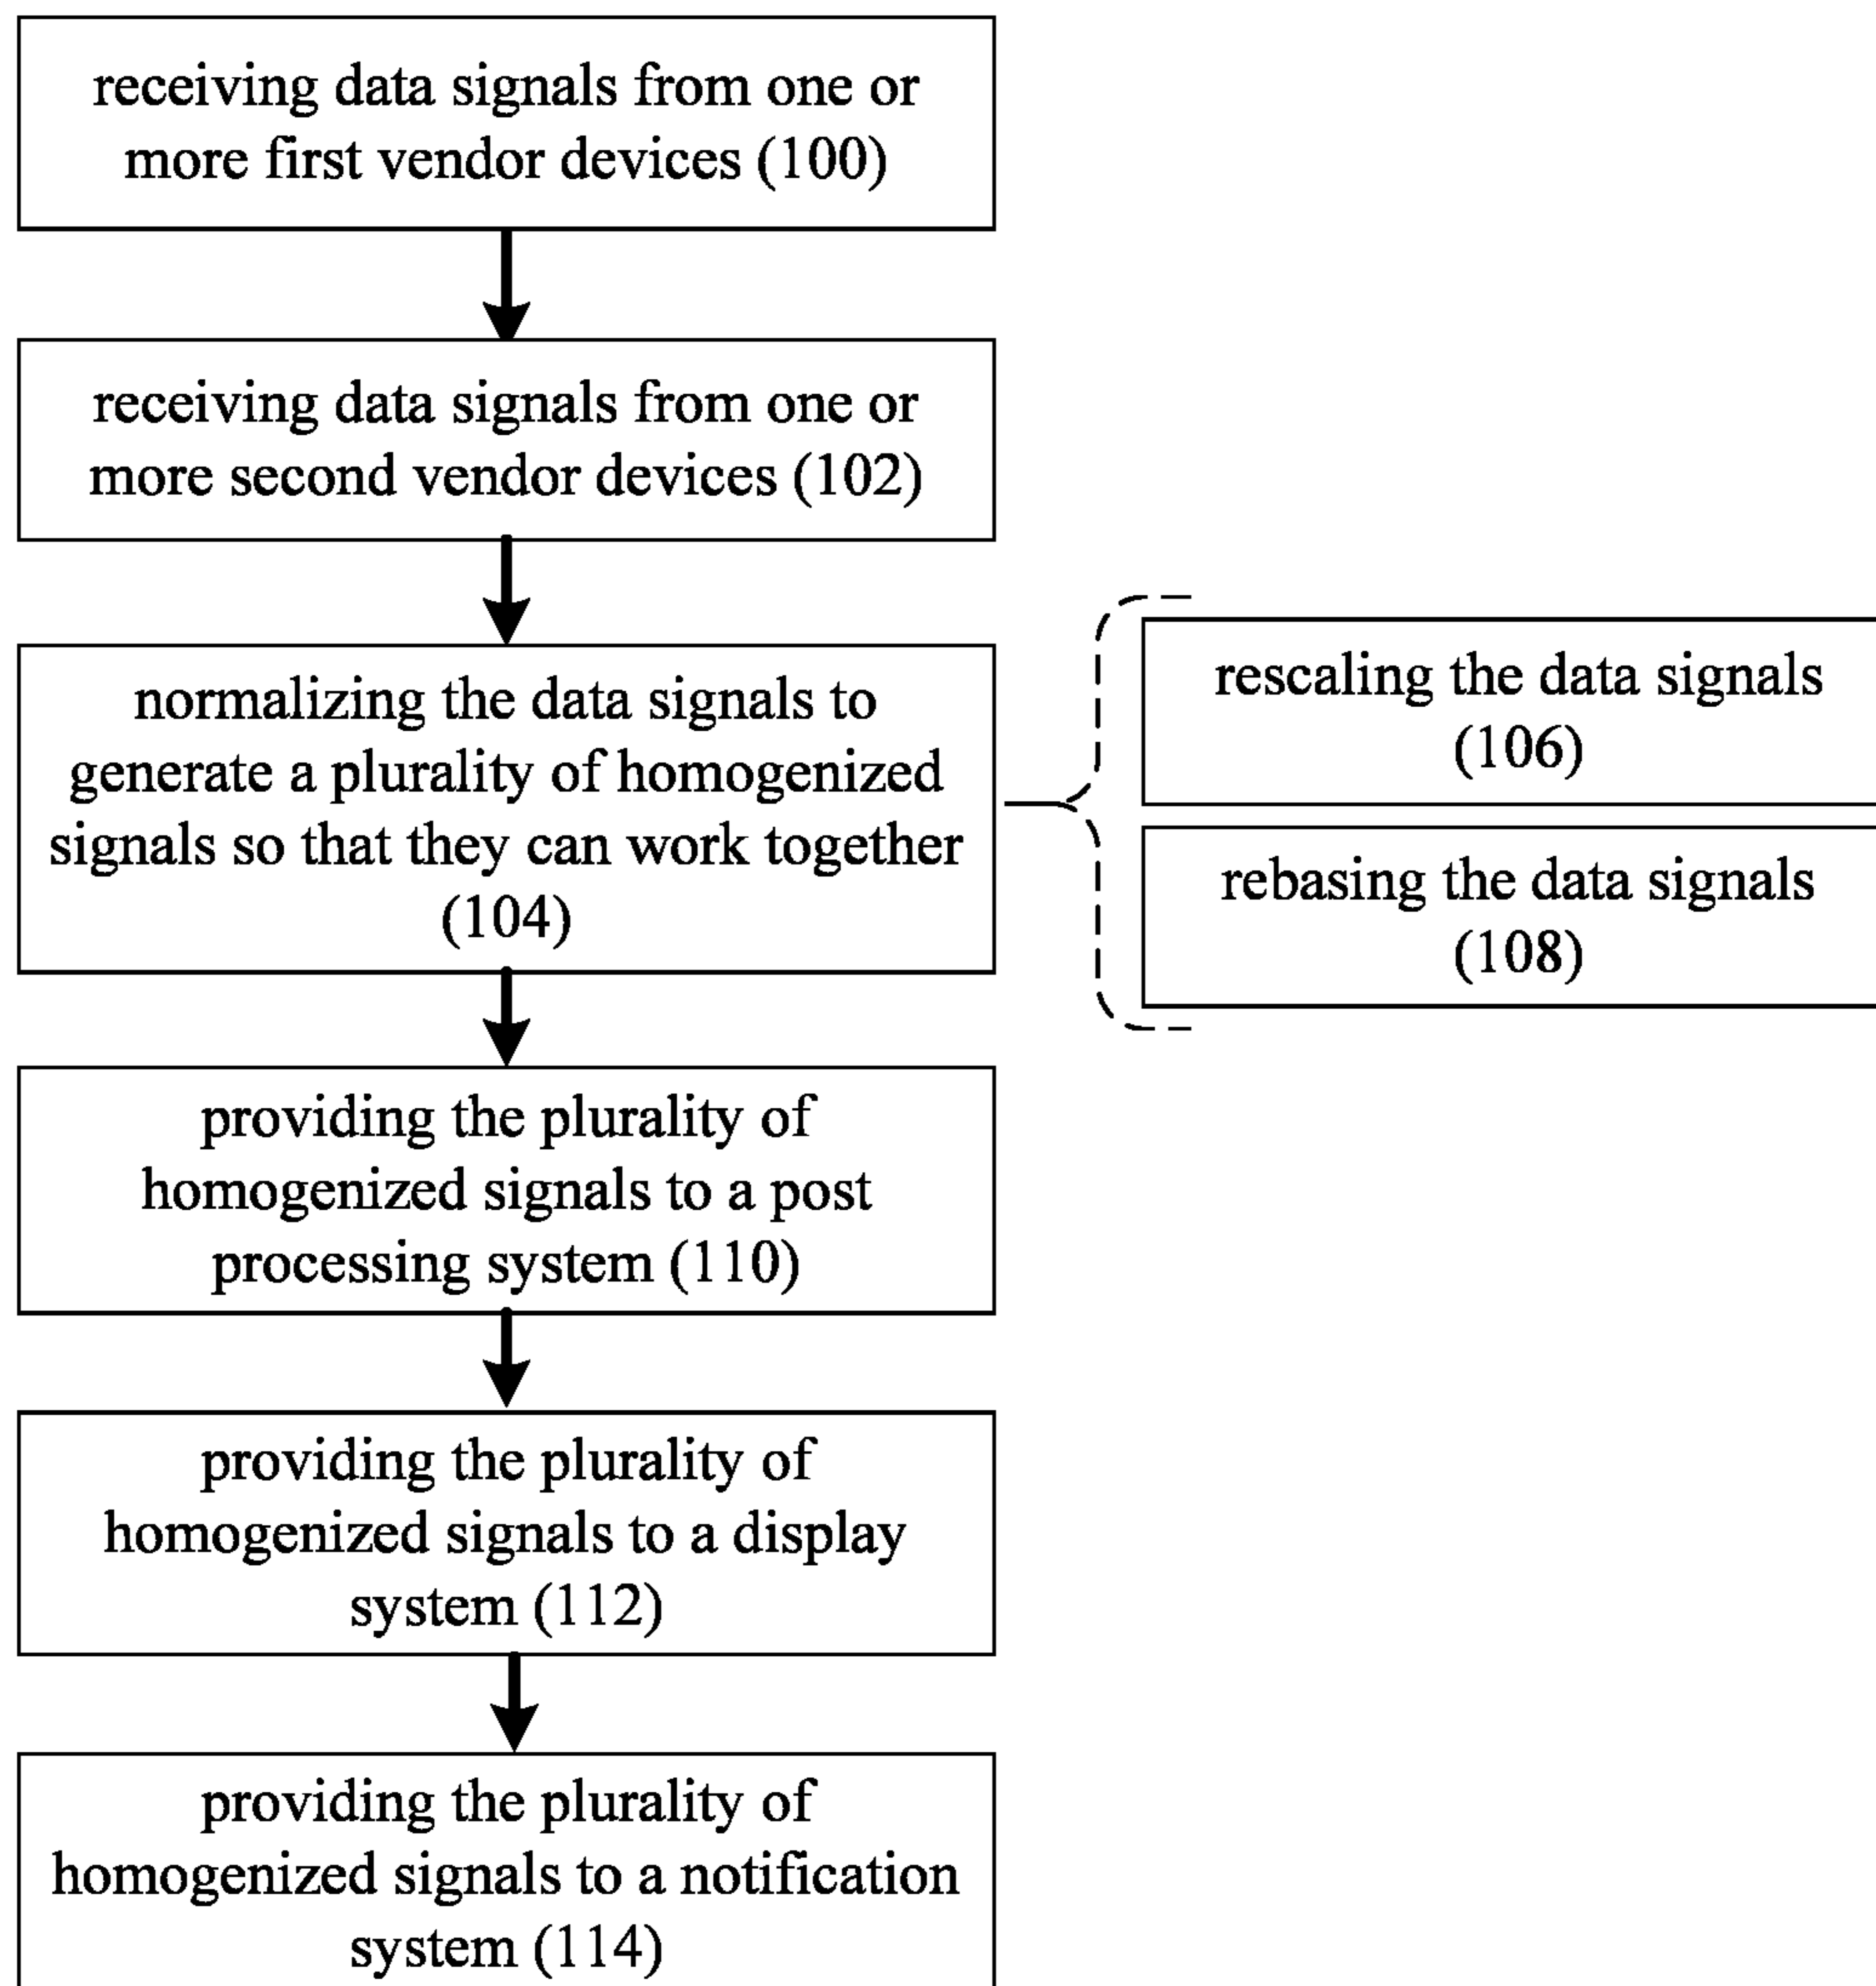 receiving data signals from one or
more first vendor devices (100)
receiving data signals from one or
more second vendor devices (102)
normalizing the data signals to
generate a plurality of homogenized
signals so that they can work together
(104)
rescaling the data signals
(106)
rebasing the data signals
(108)
providing the plurality of
homogenized signals to a post
processing system (110)
providing the plurality of
homogenized signals to a display
system (112)
providing the plurality of
homogenized signals to a notification
system (114)